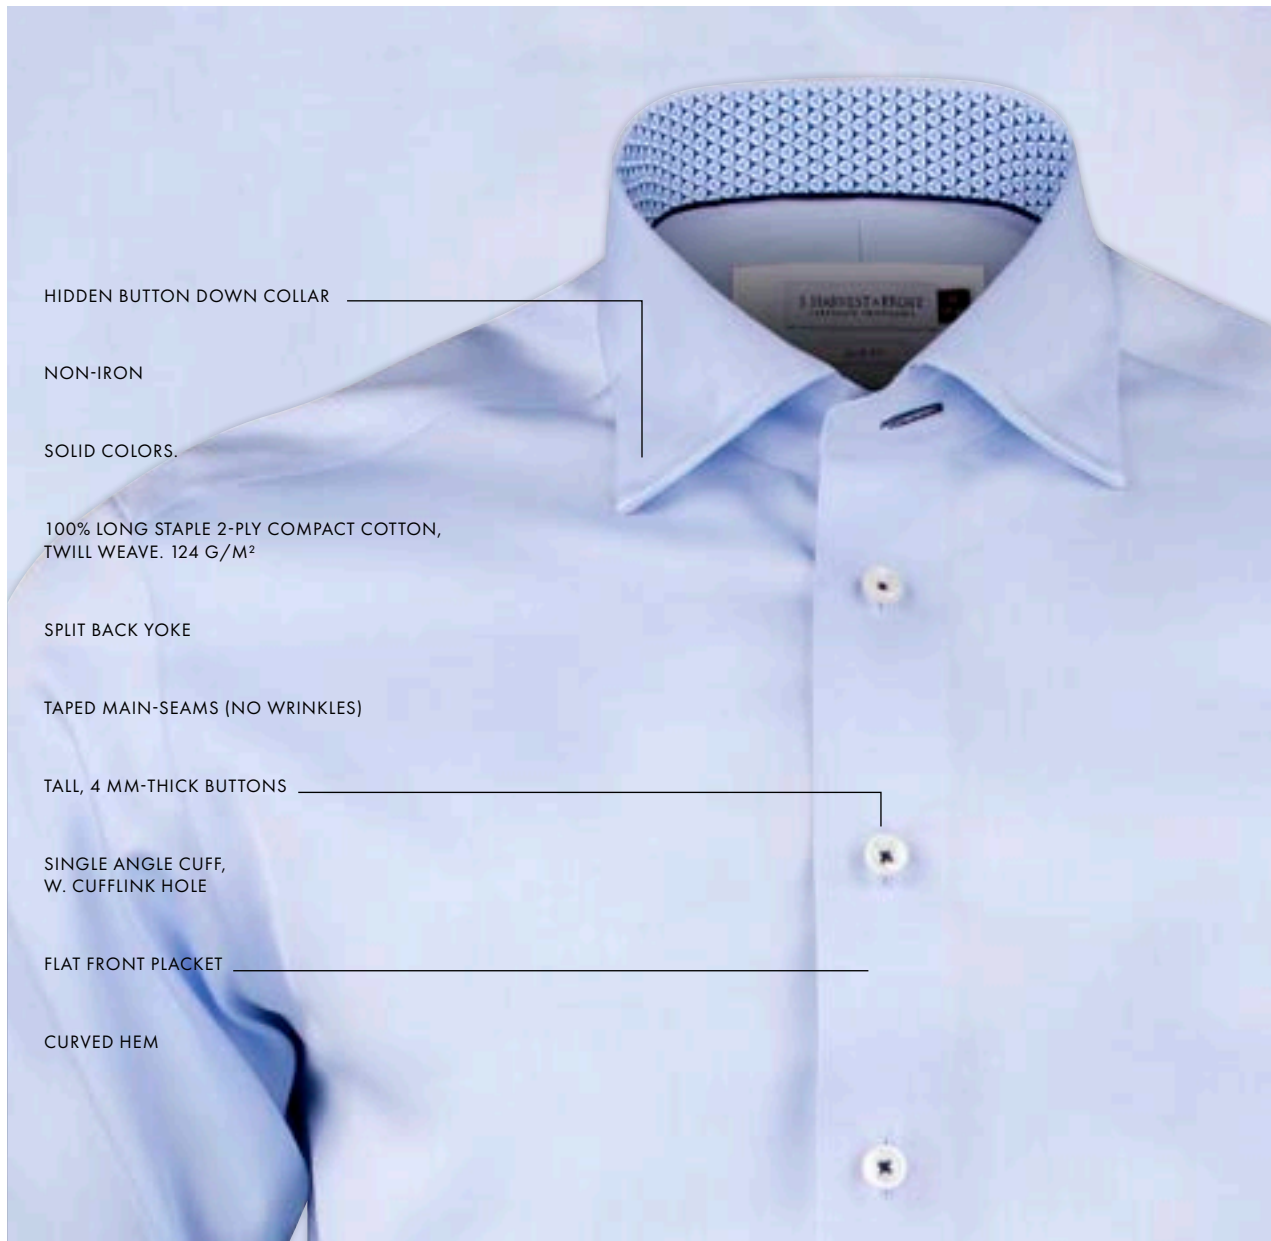 HIDDEN BUTTON DOWN COLLAR
NON-IRON
SOLID COLORS.
100% LONG STAPLE 2-PLY COMPACT COTTON,
TWILL WEAVE. 124 G/M²
SPLIT BACK YOKE
TAPED MAIN-SEAMS (NO WRINKLES)
TALL, 4 MM-THICK BUTTONS
SINGLE ANGLE CUFF,
W. CUFFLINK HOLE
FLAT FRONT PLACKET
CURVED HEM